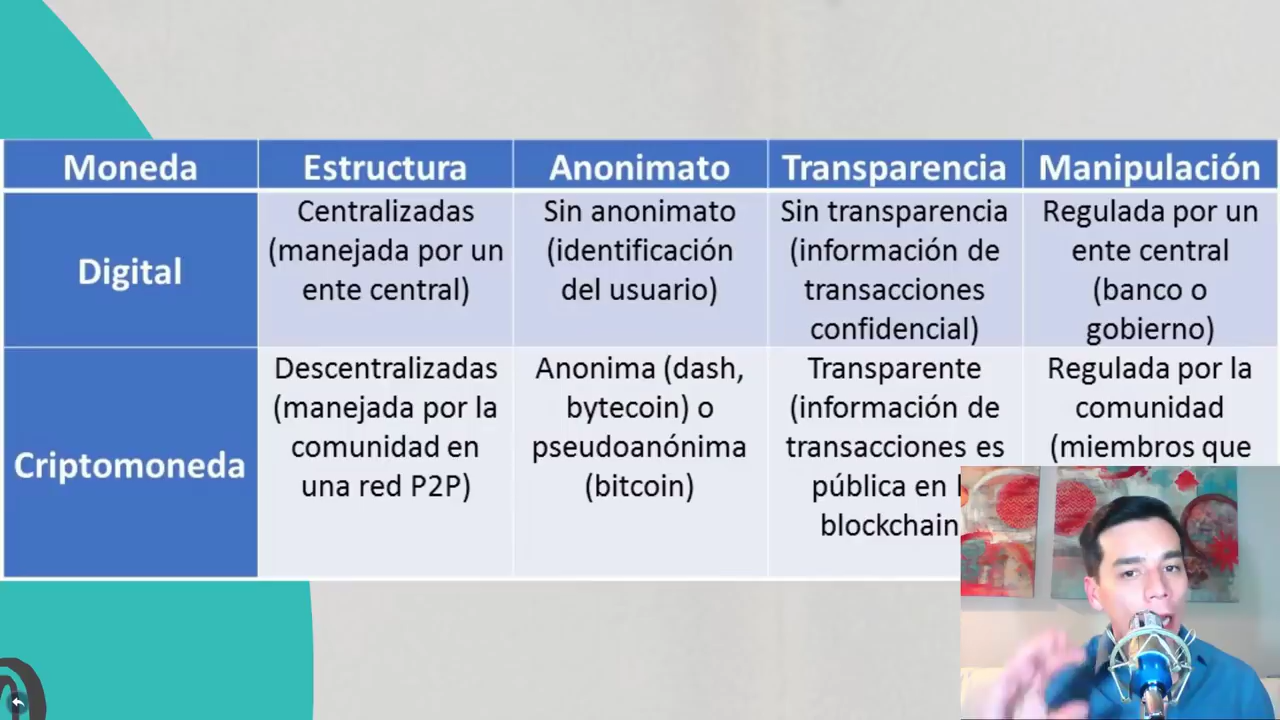 Moneda
Estructura
Anonimato
Transparencia
Manipulación
Digital
Centralizadas
(manejada por un
ente central)
Sin anonimato
(identificación
del usuario)
Sin transparencia
(información de
transacciones
confidencial)
Regulada por un
ente central
(banco o
gobierno)
Criptomoneda
Descentralizadas
(manejada por la
comunidad en
una red P2P)
Anonima (dash,
bytecoin) o
pseudoanónima
(bitcoin)
Transparente
(información de
transacciones es
pública en
blockchain
Regulada por la
comunidad
(miembros que